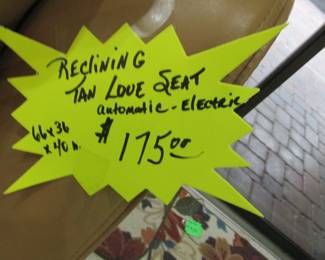 Reclining
Tan Love Seat
automatic - Electric
66x36
x40 h.
$175.00